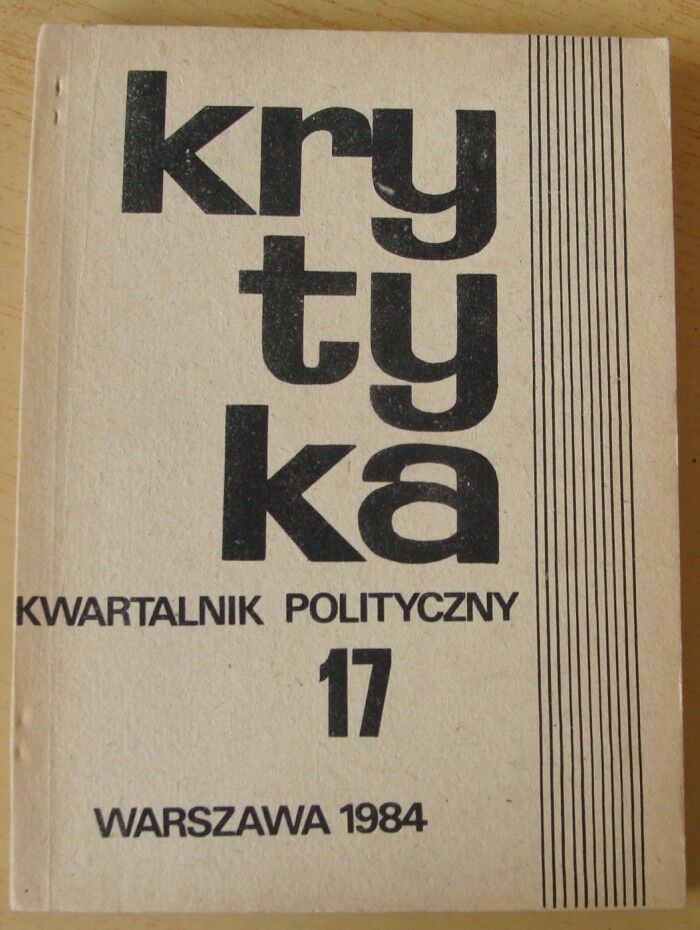 kry
ty
ka
KWARTALNIK POLITYCZNY
17
WARSZAWA 1984